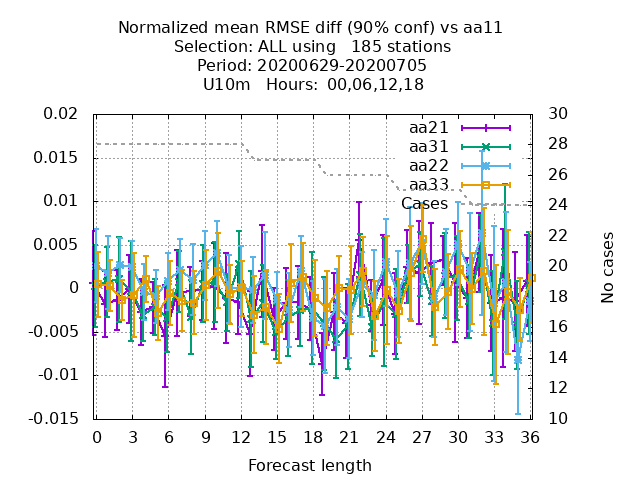 Normalized mean RMSE diff (90% conf) vs aa11
Selection: ALL using   185 stations
Period: 20200629-20200705
U10m   Hours:  00,06,12,18
0.02
0.015
0.01
0.005
0
-0.005
-0.01
-0.015
30
28
26
24
22
20
18
16
14
12
10
No cases
aa21
aa31
aa22
aa33
Cases
0 3 6 9 12 15 18 21 24 27 30 33 36
Forecast length